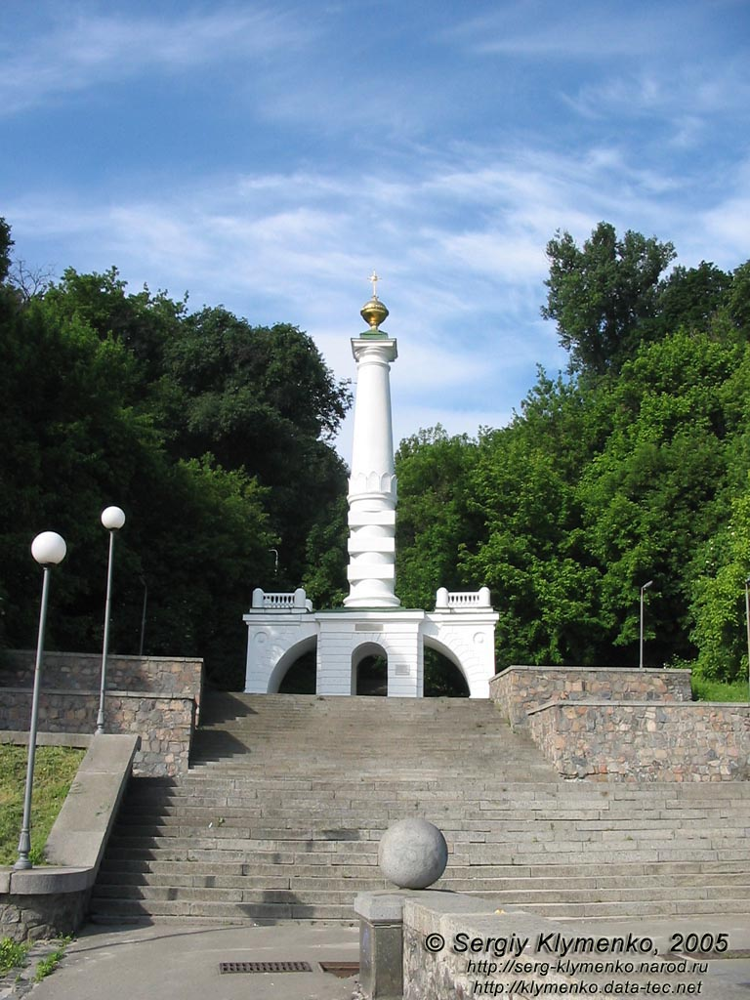 © Sergiy Klymenko, 2005
http://serg-klymenko.narod.ru
http://klymenko.data-tec.net